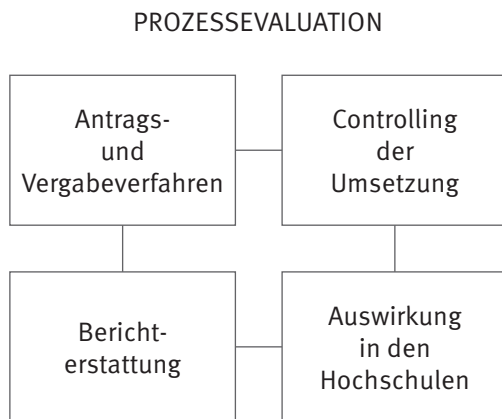 PROZESSEVALUATION
Antrags-
und
Vergabeverfahren
Controlling
der
Umsetzung
Bericht-
erstattung
Auswirkung
in den
Hochschulen